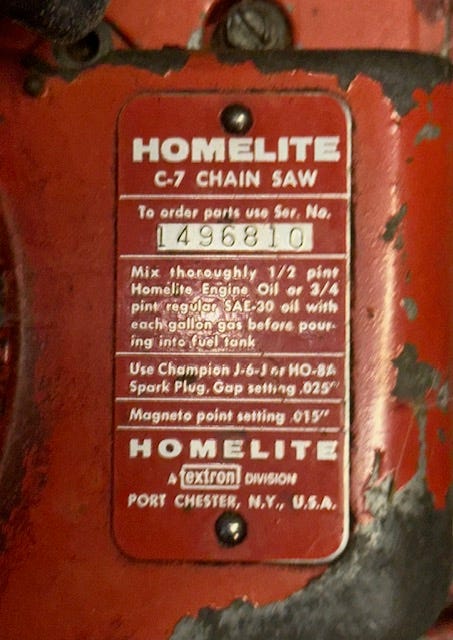 HOMELITE
C-7 CHAIN SAW
To order parts use Ser. No.
1496810
Mix thoroughly 1/2 pint
Homelite Engine Oil or 3/4
pint regular SAE-30 oil with
each gallon gas before pour-
ing into fuel tank
Use Champion J-6-J or HO-8A
Spark Plug. Gap setting .025"
Magneto point setting .015"
HOMELITE
A textron DIVISION
PORT CHESTER, N.Y., U.S.A.